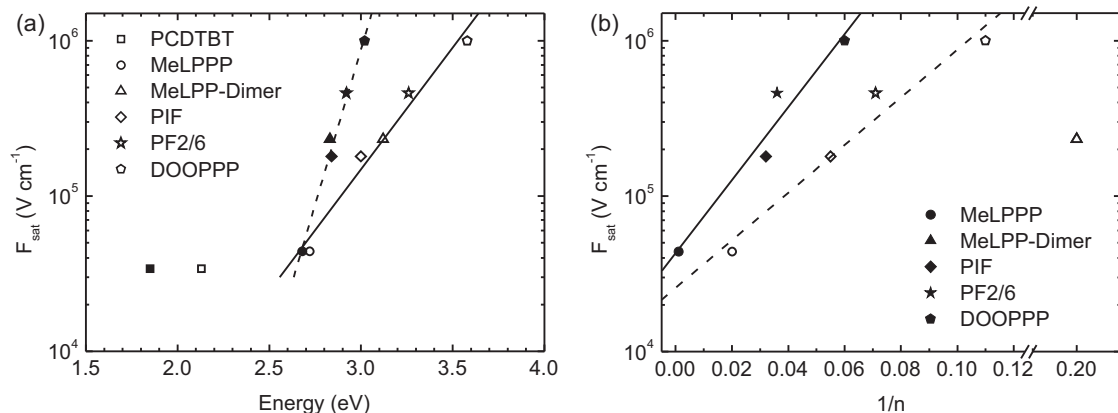 (a)
PCDTBT
MeLPPP
MeLPP-Dimer
PIF
PF2/6
DOOPPP
10⁶
10⁵
10⁴
F_sat (V cm⁻¹)
1.5 2.0 2.5 3.0 3.5 4.0
Energy (eV)
(b)
MeLPPP
MeLPP-Dimer
PIF
PF2/6
DOOPPP
10⁶
10⁵
10⁴
F_sat (V cm⁻¹)
0.00 0.02 0.04 0.06 0.08 0.10 0.12 0.20
1/n